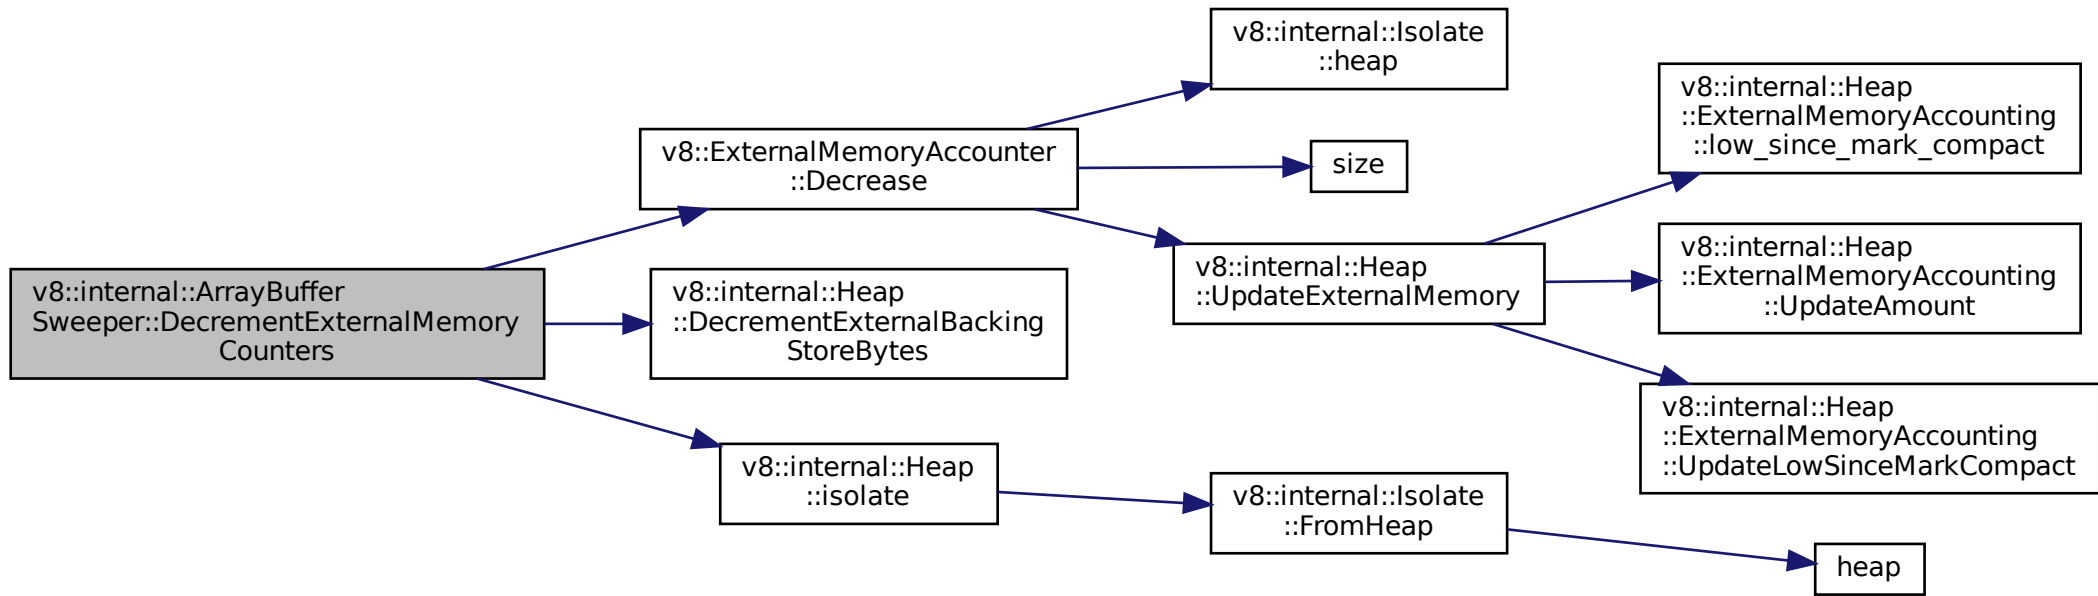 v8::internal::ArrayBuffer
Sweeper::DecrementExternalMemory
Counters
v8::ExternalMemoryAccounter
::Decrease
v8::internal::Isolate
::heap
size
v8::internal::Heap
::UpdateExternalMemory
v8::internal::Heap
::ExternalMemoryAccounting
::low_since_mark_compact
v8::internal::Heap
::ExternalMemoryAccounting
::UpdateAmount
v8::internal::Heap
::ExternalMemoryAccounting
::UpdateLowSinceMarkCompact
v8::internal::Heap
::DecrementExternalBacking
StoreBytes
v8::internal::Heap
::isolate
v8::internal::Isolate
::FromHeap
heap